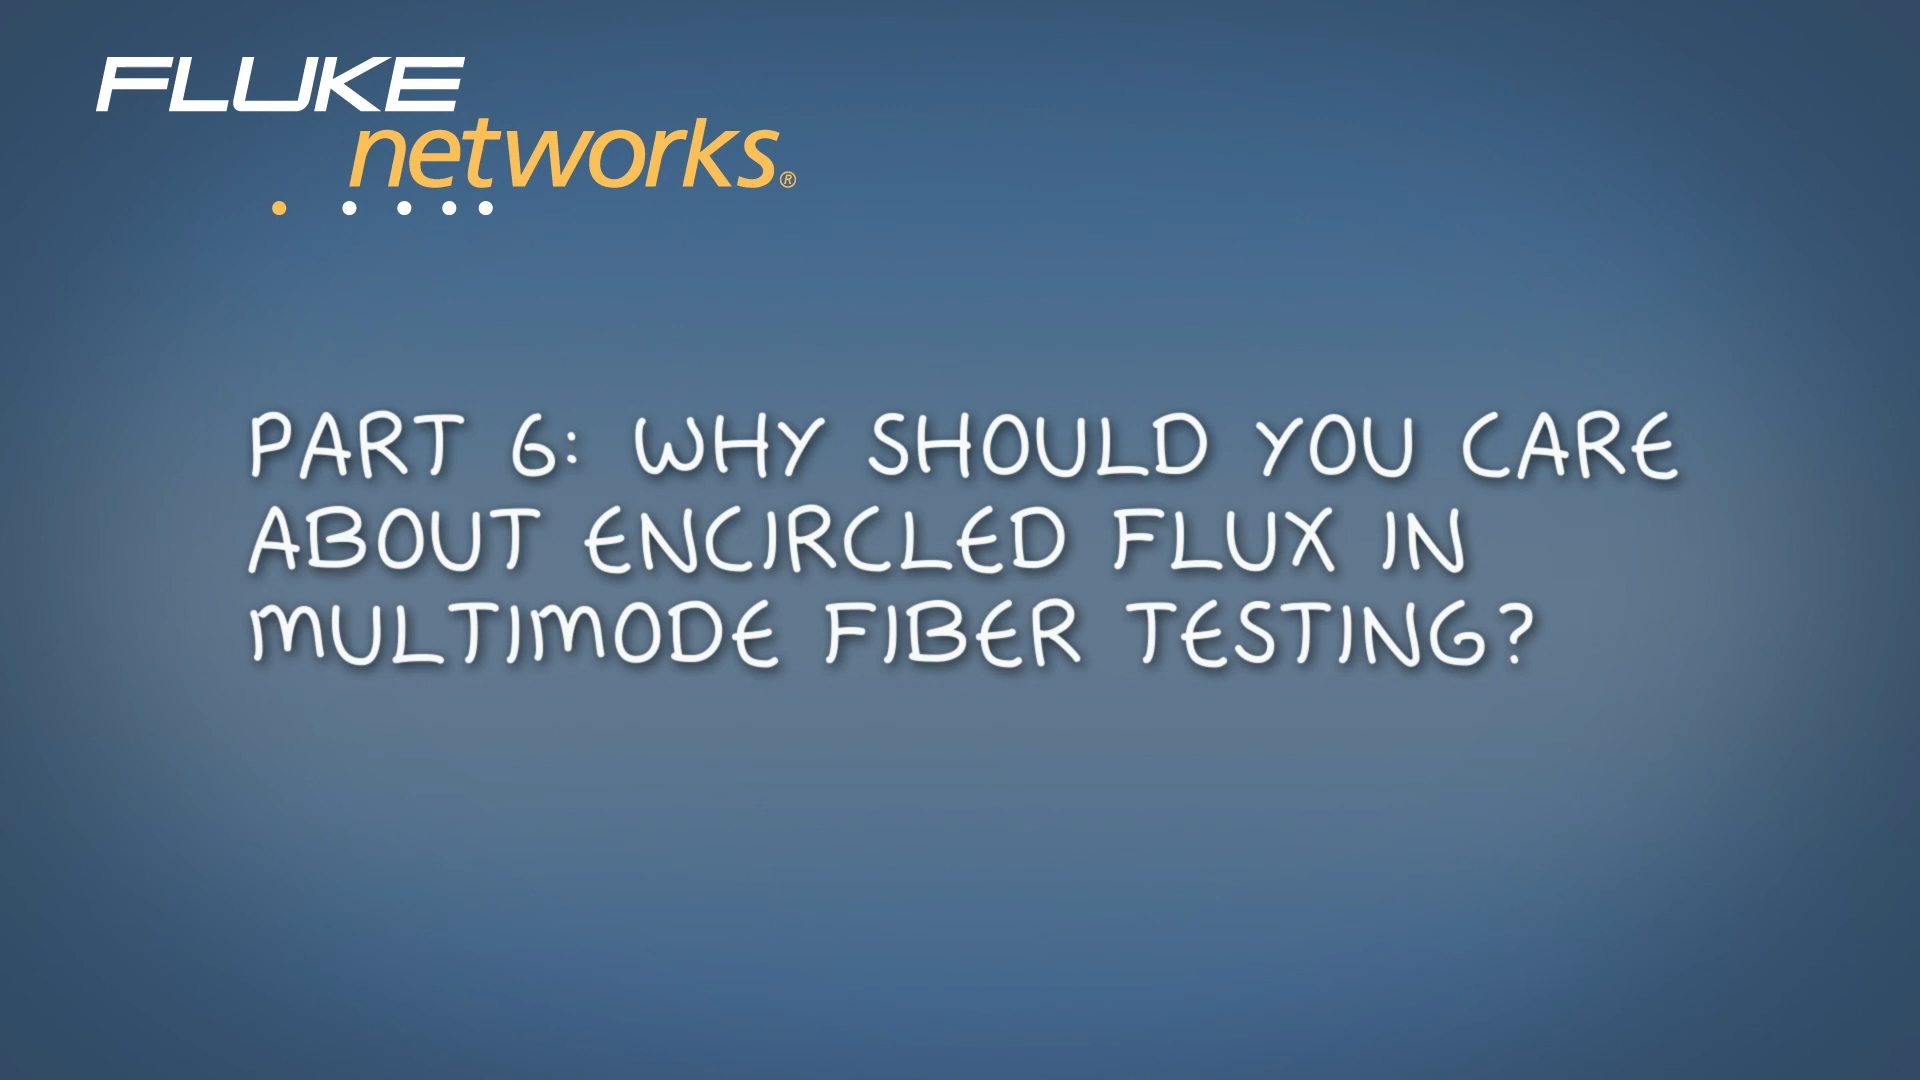 FLUKE
networks®
PART 6: WHY SHOULD YOU CARE
ABOUT ENCIRCLED FLUX IN
MULTIMODE FIBER TESTING?